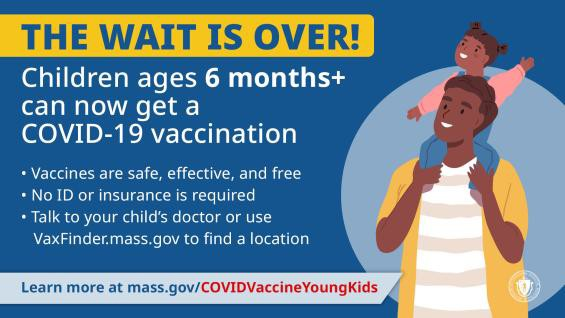 THE WAIT IS OVER!
Children ages 6 months+
can now get a
COVID-19 vaccination
• Vaccines are safe, effective, and free
• No ID or insurance is required
• Talk to your child's doctor or use
VaxFinder.mass.gov to find a location
Learn more at mass.gov/COVIDVaccineYoungKids